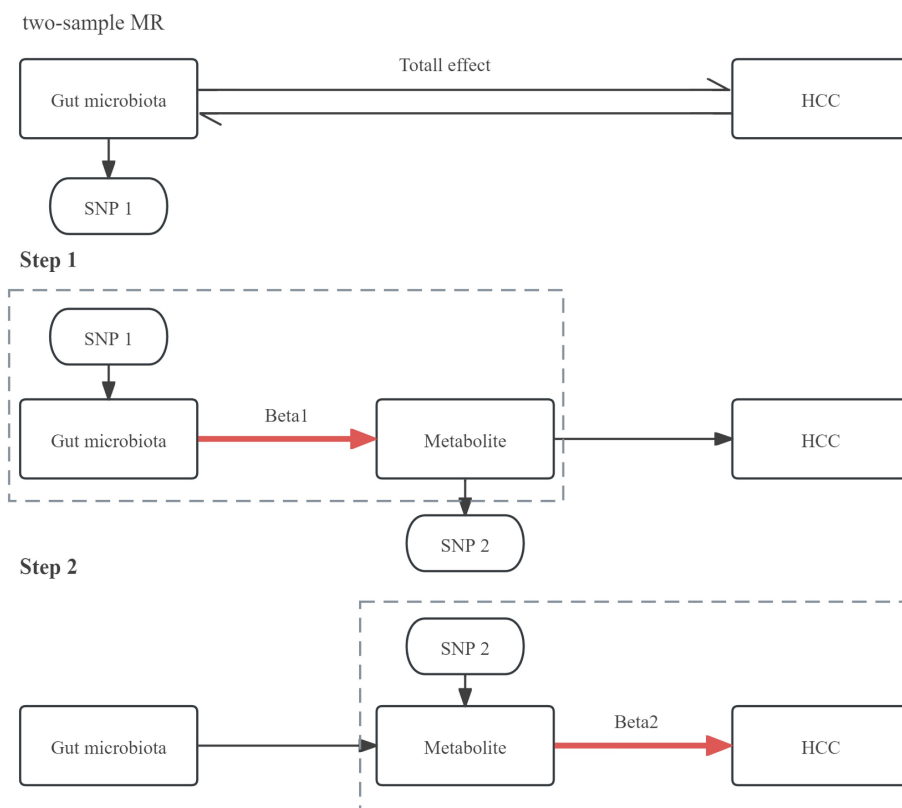 two-sample MR
Totall effect
Gut microbiota
HCC
SNP 1
Step 1
SNP 1
Beta1
Gut microbiota
Metabolite
HCC
SNP 2
Step 2
SNP 2
Beta2
Gut microbiota
Metabolite
HCC